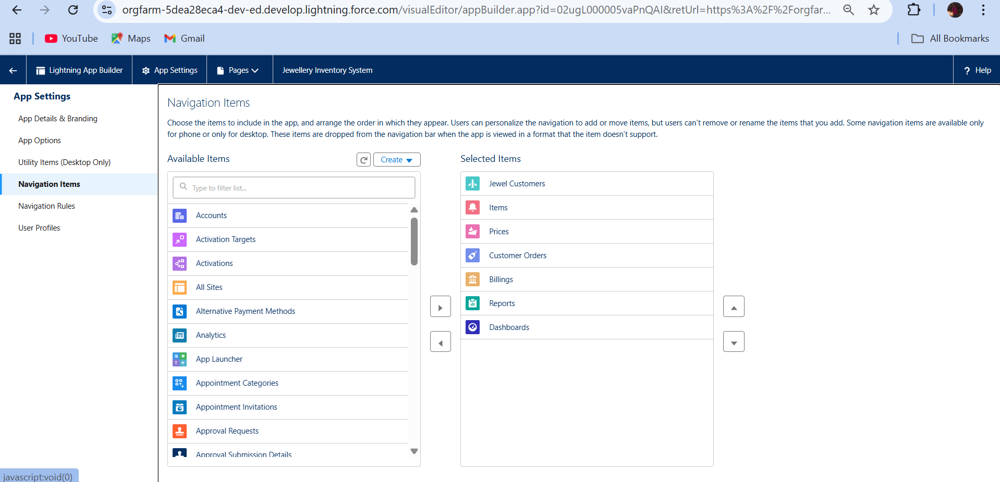 orgfarm-5dea28eca4-dev-ed.develop.lightning.force.com/visualEditor/appBuilder.app?id=02ugL000005vaPnQAI&retUrl=https%3A%2F%2Forgfar...
YouTube Maps Gmail All Bookmarks
Lightning App Builder App Settings Pages Jewellery Inventory System ? Help
App Settings
App Details & Branding
App Options
Utility Items (Desktop Only)
Navigation Items
Navigation Rules
User Profiles
Navigation Items
Choose the items to include in the app, and arrange the order in which they appear. Users can personalize the navigation to add or move items, but users can't remove or rename the items that you add. Some navigation items are available only
for phone or only for desktop. These items are dropped from the navigation bar when the app is viewed in a format that the item doesn't support.
Available Items
Create
Type to filter list...
Accounts
Activation Targets
Activations
All Sites
Alternative Payment Methods
Analytics
App Launcher
Appointment Categories
Appointment Invitations
Approval Requests
Approval Submission Details
Selected Items
Jewel Customers
Items
Prices
Customer Orders
Billings
Reports
Dashboards
javascript:void(0)